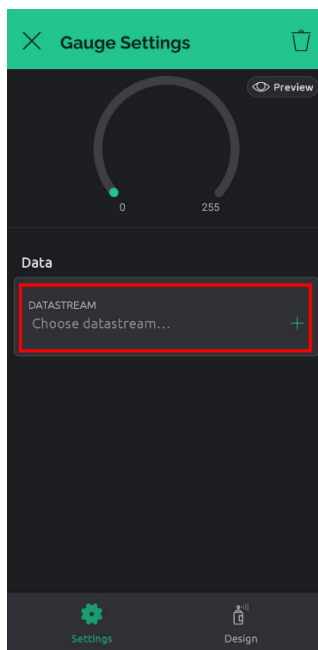 Gauge Settings
Preview
0 255
Data
DATASTREAM
Choose datastream...
Settings Design